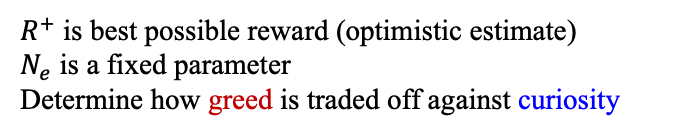 R⁺ is best possible reward (optimistic estimate)
Nₑ is a fixed parameter
Determine how greed is traded off against curiosity